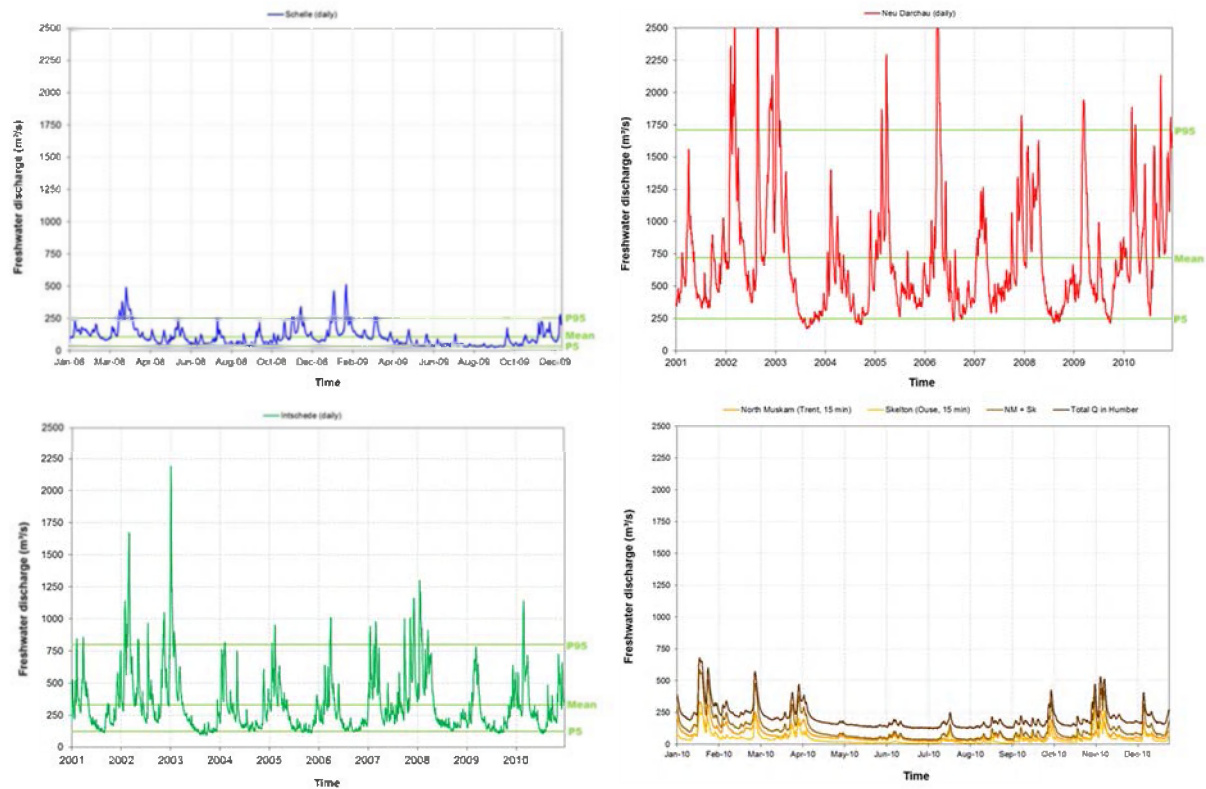 Schelle (daily)
Freshwater discharge (m³/s)
2500
2250
2000
1750
1500
1250
1000
750
500
250
0
P95
Mean
P5
Jan-08 Mar-08 Apr-08 Jun-08 Aug-08 Oct-08 Dec-08 Feb-09 Apr-09 Jun-09 Aug-09 Oct-09 Dec-09
Time
Neu Darchau (daily)
Freshwater discharge (m³/s)
2500
2250
2000
1750
1500
1250
1000
750
500
250
0
P95
Mean
P5
2001 2002 2003 2004 2005 2006 2007 2008 2009 2010
Time
Intschede (daily)
Freshwater discharge (m³/s)
2500
2250
2000
1750
1500
1250
1000
750
500
250
0
P95
Mean
P5
2001 2002 2003 2004 2005 2006 2007 2008 2009 2010
Time
North Muskam (Trent, 15 min) Skelton (Ouse, 15 min) NM + Sk Total Q in Humber
Freshwater discharge (m³/s)
2500
2250
2000
1750
1500
1250
1000
750
500
250
0
Jan-10 Feb-10 Mar-10 Apr-10 May-10 Jun-10 Jul-10 Aug-10 Sep-10 Oct-10 Nov-10 Dec-10
Time